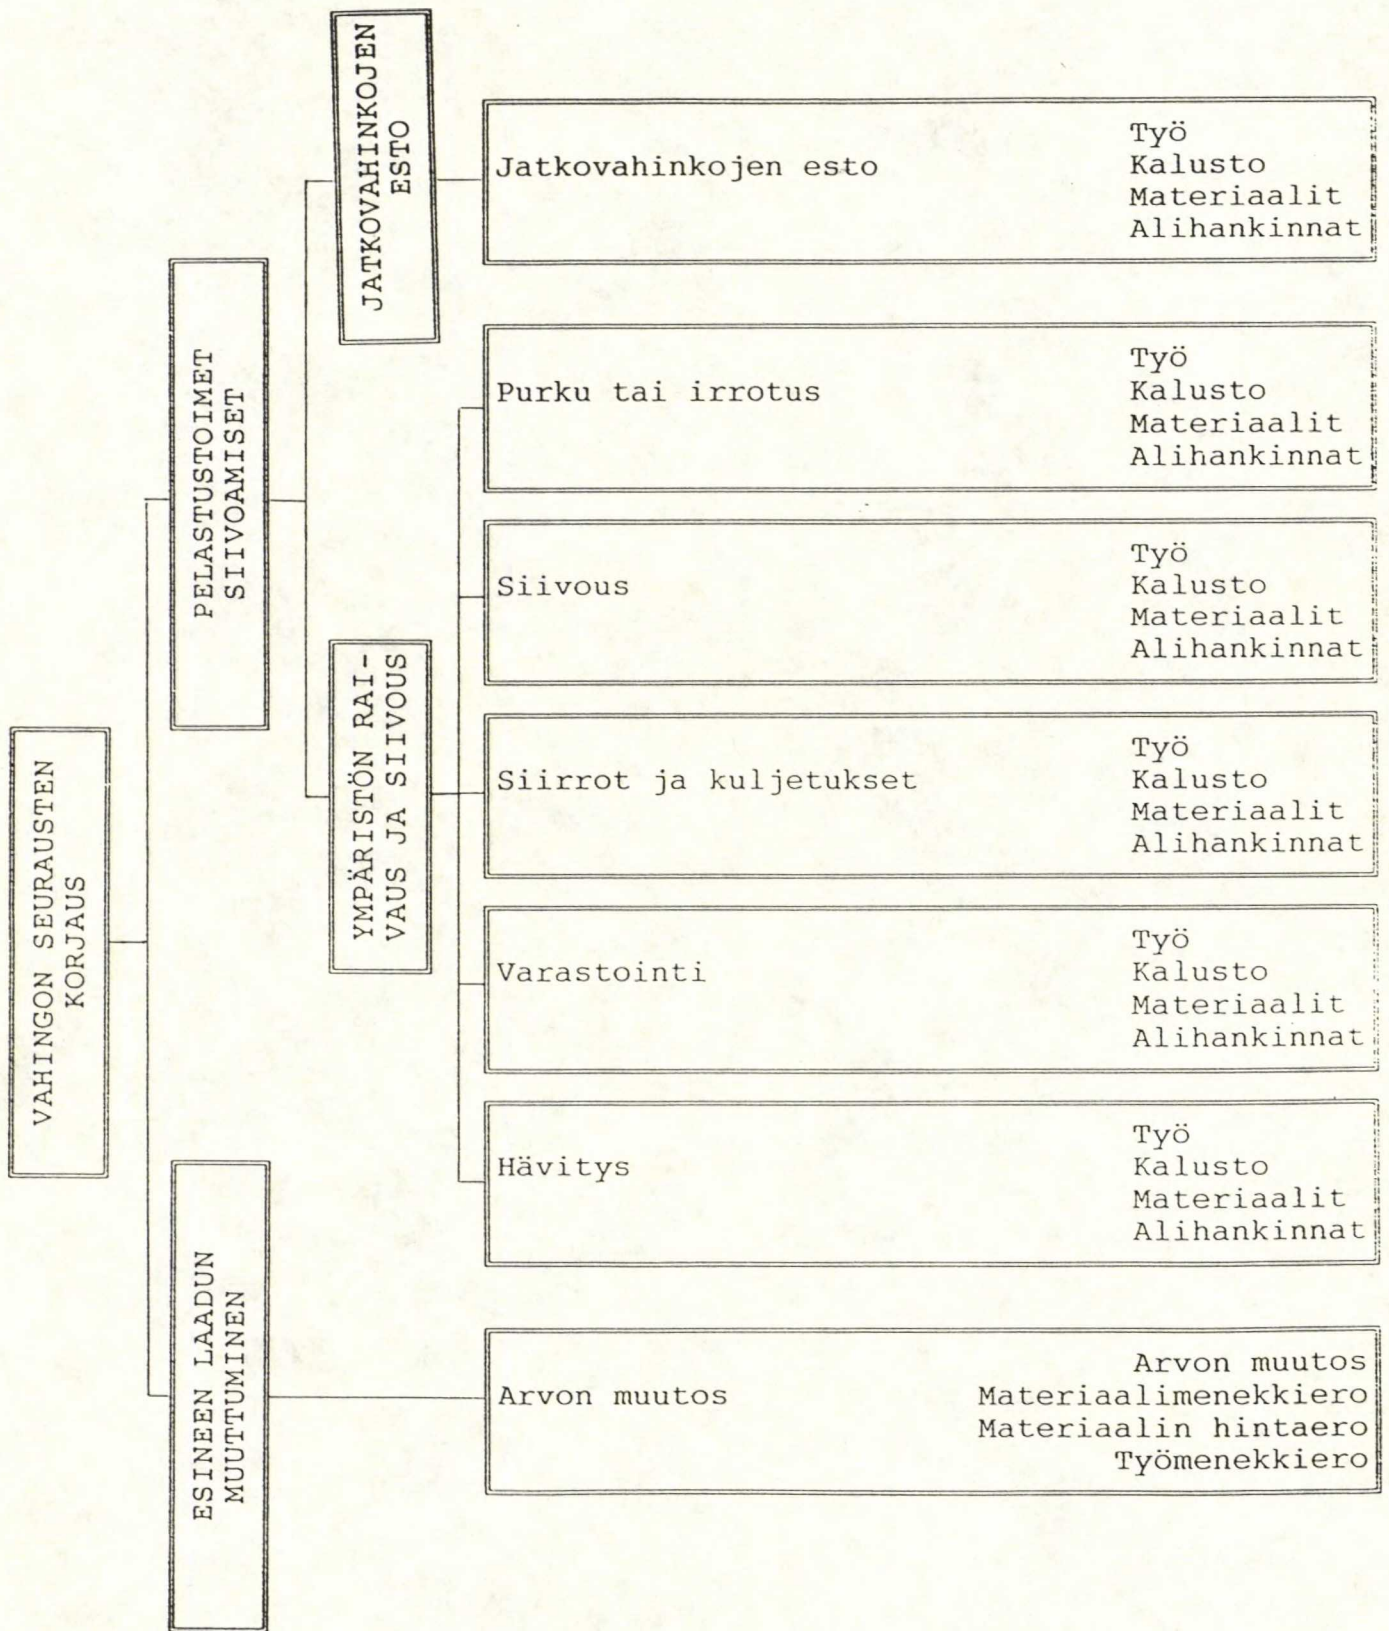 VAHINGON SEURAUSTEN
KORJAUS
PELASTUSTOIMET
SIIVOAMISET
JATKOVAHINKOJEN
ESTO
Jatkovahinkojen esto
Työ
Kalusto
Materiaalit
Alihankinnat
YMPÄRISTÖN RAI-
VAUS JA SIIVOUS
Purku tai irrotus
Työ
Kalusto
Materiaalit
Alihankinnat
Siivous
Työ
Kalusto
Materiaalit
Alihankinnat
Siirrot ja kuljetukset
Työ
Kalusto
Materiaalit
Alihankinnat
Varastointi
Työ
Kalusto
Materiaalit
Alihankinnat
Hävitys
Työ
Kalusto
Materiaalit
Alihankinnat
ESINEEN LAADUN
MUUTTUMINEN
Arvon muutos
Arvon muutos
Materiaalimenekkiero
Materiaalin hintaero
Työmenekkiero